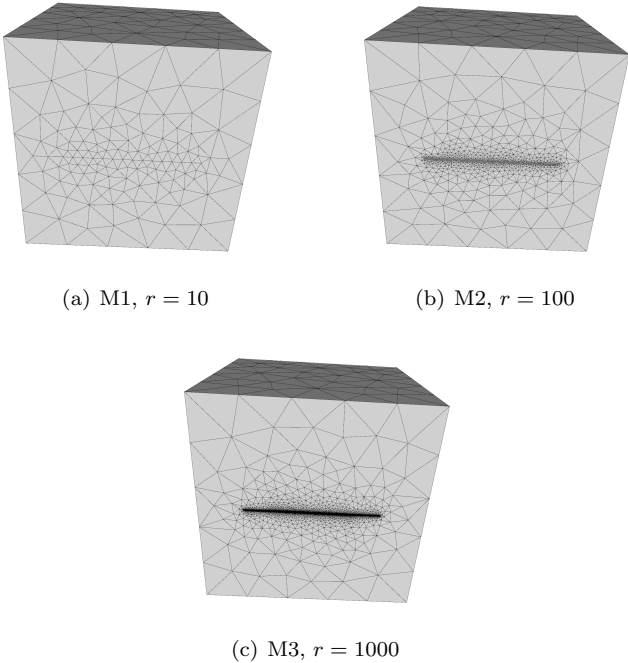 (a) M1, r = 10
(b) M2, r = 100
(c) M3, r = 1000